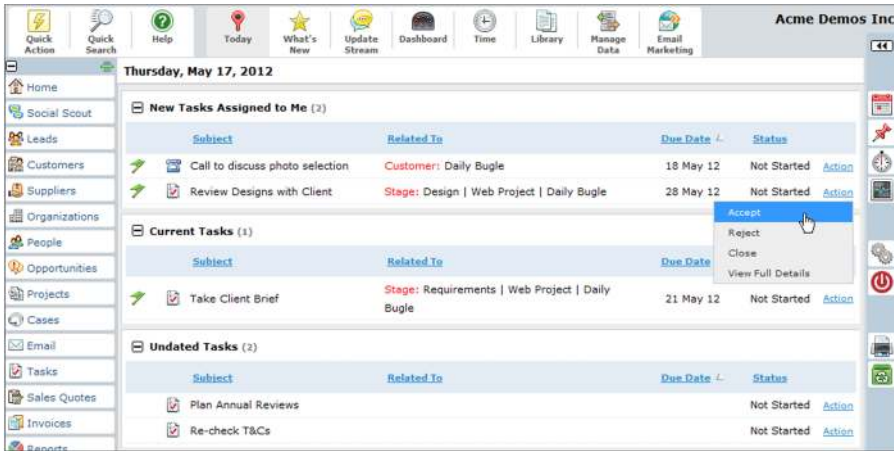 Acme Demos Inc
Quick Action
Quick Search
Help
Today
What's New
Update Stream
Dashboard
Time
Library
Manage Data
Email Marketing
Thursday, May 17, 2012
Home
Social Scout
Leads
Customers
Suppliers
Organizations
People
Opportunities
Projects
Cases
Email
Tasks
Sales Quotes
Invoices
Reports
New Tasks Assigned to Me (2)
Subject Related To Due Date Status
Call to discuss photo selection Customer: Daily Bugle 18 May 12 Not Started Action
Review Designs with Client Stage: Design | Web Project | Daily Bugle 28 May 12 Not Started Action
Accept
Reject
Close
View Full Details
Current Tasks (1)
Subject Related To Due Date
Take Client Brief Stage: Requirements | Web Project | Daily Bugle 21 May 12 Not Started Action
Undated Tasks (2)
Subject Related To Due Date Status
Plan Annual Reviews Not Started Action
Re-check T&Cs Not Started Action